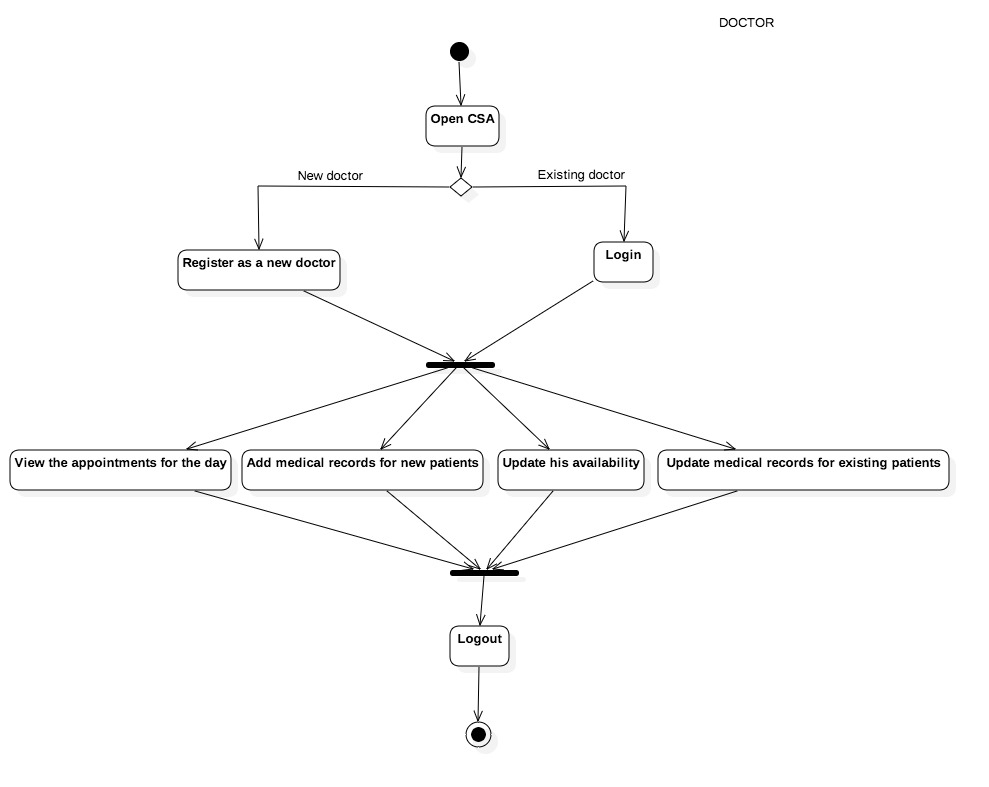 DOCTOR
Open CSA
New doctor
Existing doctor
Register as a new doctor
Login
View the appointments for the day
Add medical records for new patients
Update his availability
Update medical records for existing patients
Logout